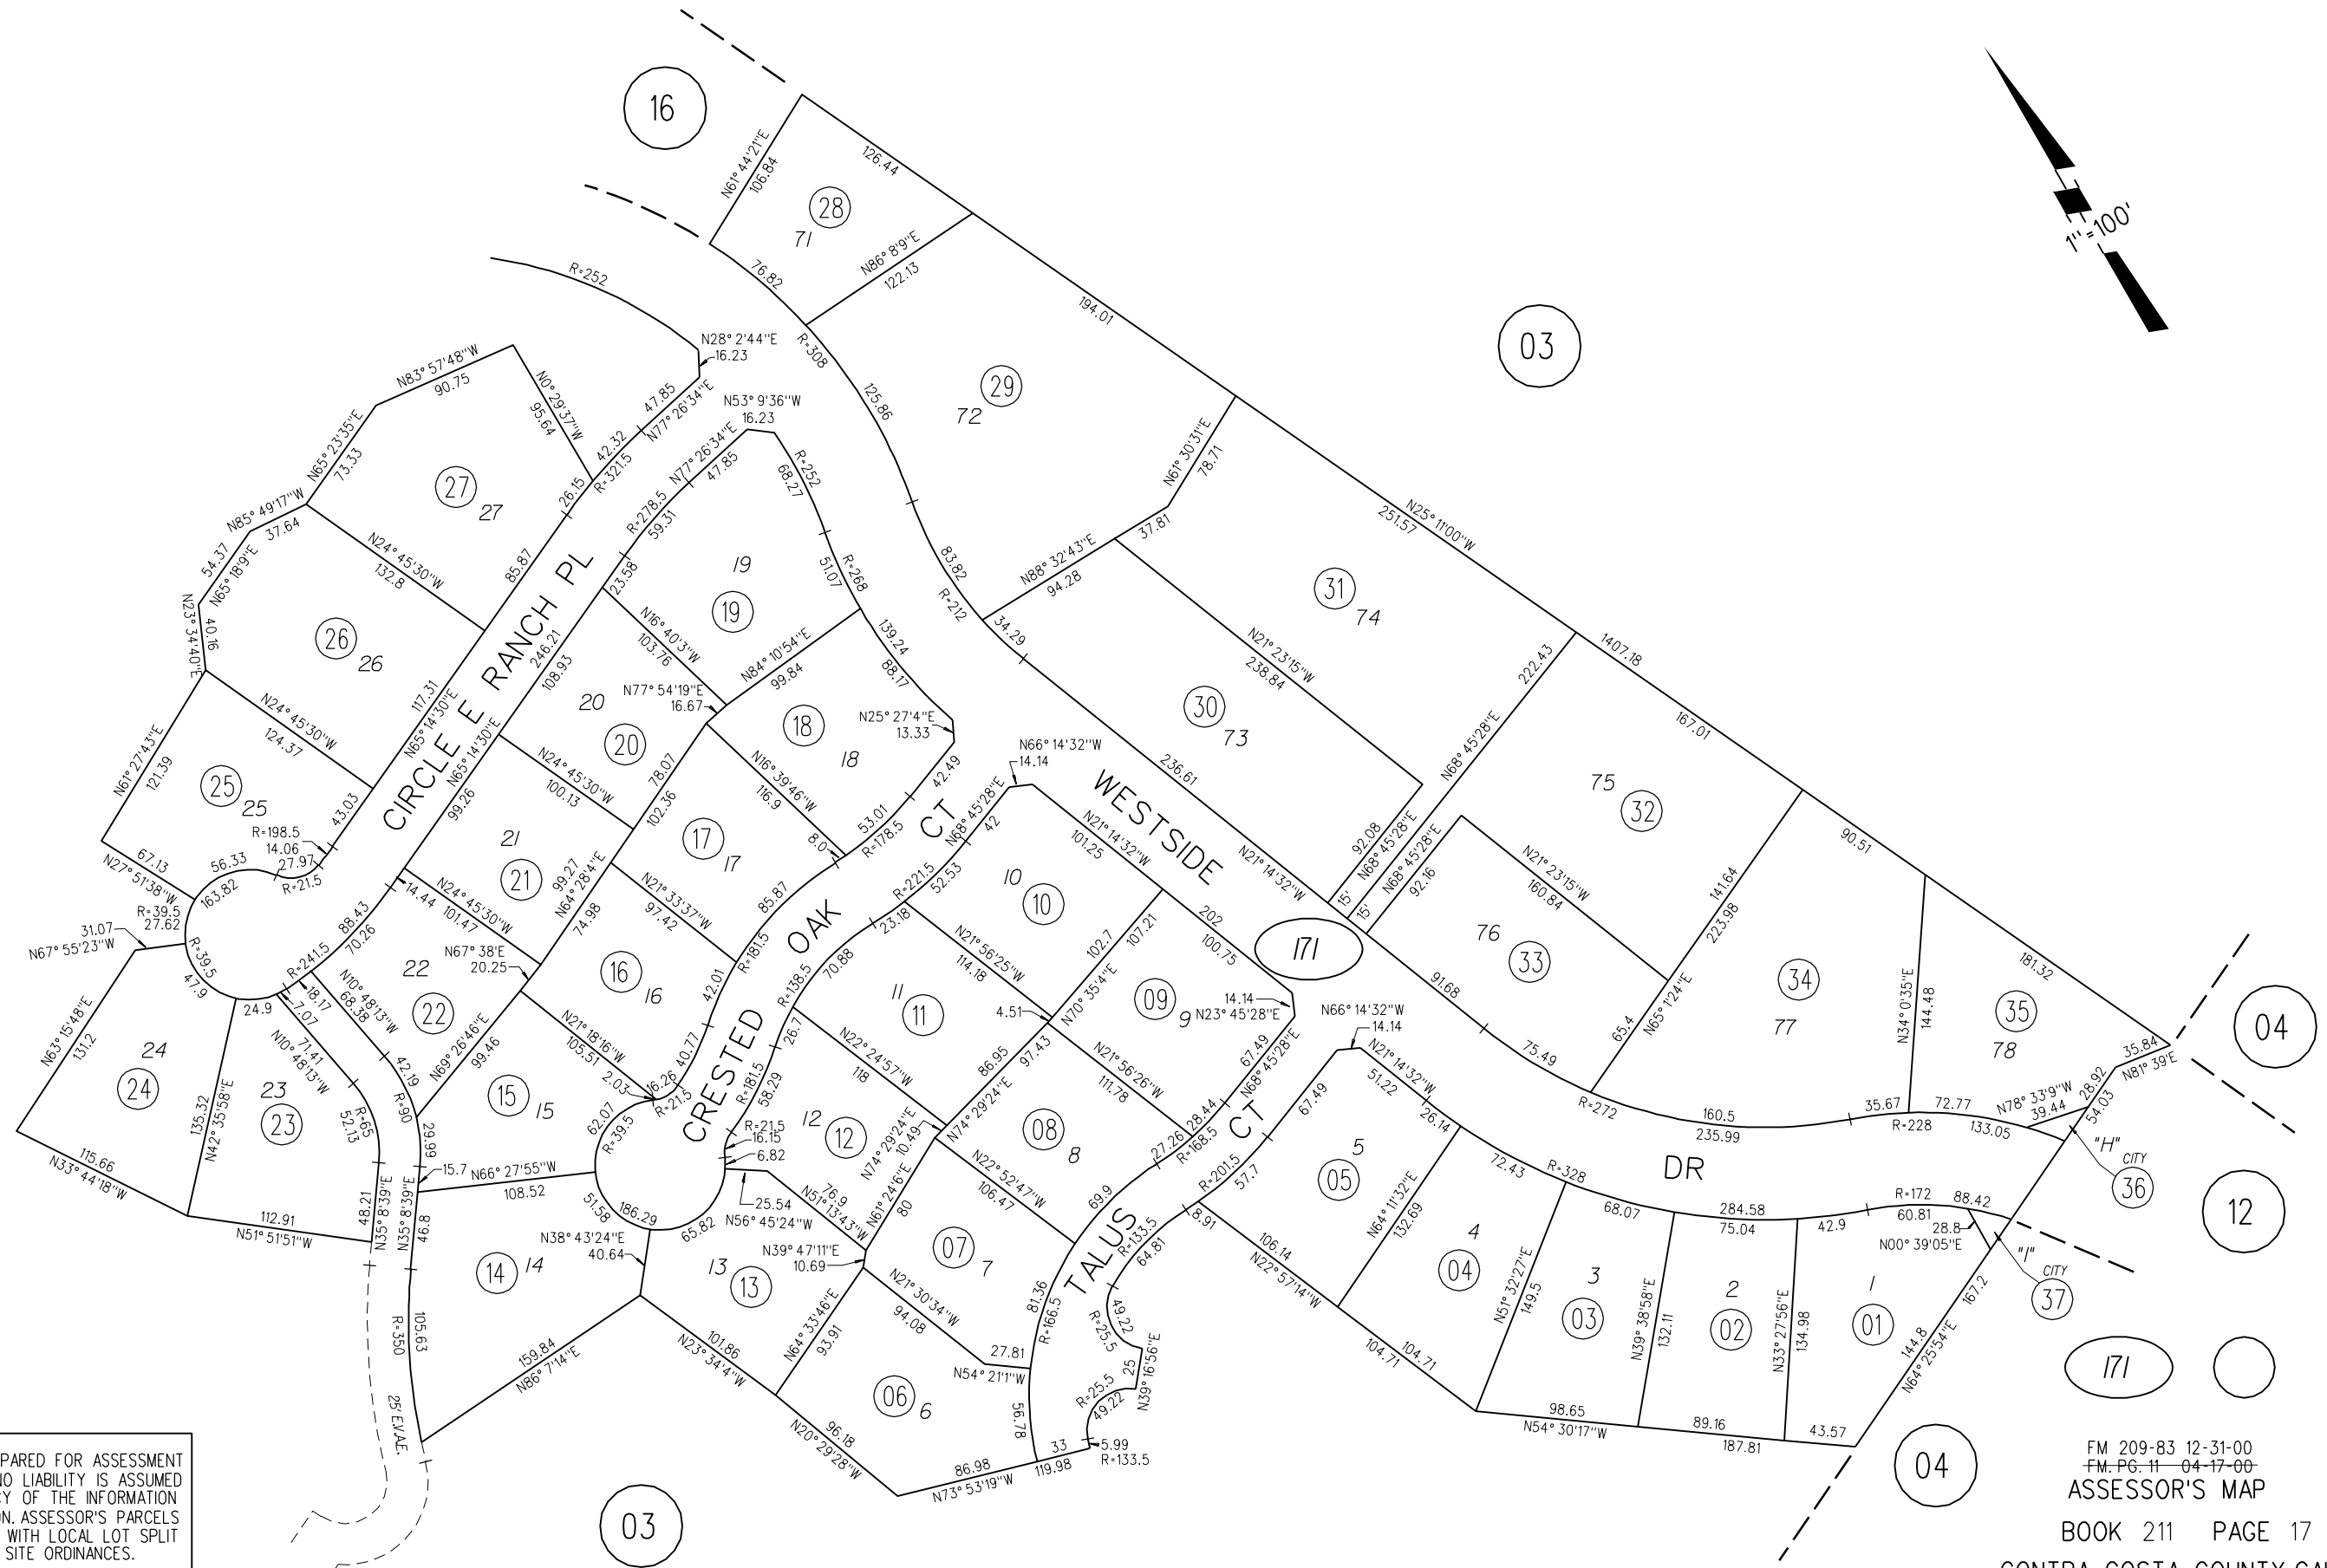 16
N61°44'21"E
106.84
126.44
28
71
N86°8'9"E
122.13
76.82
R=252
R=308
194.01
1"=100'
03
N28°2'44"E
16.23
N83°57'48"W
90.75
N0°29'37"W
95.64
47.85
N77°26'34"E
N53°9'36"W
16.23
125.86
29
72
N65°23'35"E
73.33
42.32
R=321.5
N77°26'34"E
47.85
R=252
68.27
N61°30'31"E
78.71
27
27
26.15
N85°49'17"W
37.64
R=278.5
59.31
N25°11'00"W
251.57
37.81
N24°45'30"W
132.8
85.87
54.37
N65°18'9"E
19
19
23.58
51.07
R=268
83.82
R=212
N88°32'43"E
94.28
31
74
N23°34'40"E
40.16
26
26
CIRCLE E RANCH PL
246.21
108.93
N16°40'3"W
103.76
N84°10'54"E
99.84
139.24
88.17
34.29
N21°23'15"W
238.84
222.43
1407.18
N24°45'30"W
124.37
117.31
N65°14'30"E
N65°14'30"E
20
20
N77°54'19"E
16.67
18
18
N25°27'4"E
13.33
30
73
N68°45'28"E
167.01
N61°27'43"E
121.39
25
25
43.03
99.26
N24°45'30"W
100.13
78.07
102.36
N16°39'46"W
116.9
42.49
N66°14'32"W
14.14
236.61
WESTSIDE
75
32
R=198.5
14.06
21
21
17
17
8.0
53.01
R=178.5
CT
N68°45'28"E
42
N21°14'32"W
101.25
N21°14'32"W
92.08
N68°45'28"E
15'
15'
N68°45'28"E
92.16
N21°23'15"W
160.84
141.64
223.98
90.51
67.13
N27°51'38"W
56.33
163.82
27.97
R=21.5
N24°45'30"W
101.47
14.44
99.27
N64°28'4"E
74.98
N21°33'37"W
97.42
85.87
R=181.5
OAK
R=221.5
52.53
23.18
10
10
202
100.75
171
76
33
34
77
181.32
R=39.5
27.62
31.07
N67°55'23"W
R=39.5
47.9
88.43
70.26
R=241.5
22
22
N67°38'E
20.25
16
16
42.01
R=138.5
70.88
N21°56'25"W
114.18
102.7
107.21
N70°35'4"E
4.51
09
9
14.14
N23°45'28"E
N66°14'32"W
14.14
91.68
N34°0'35"E
144.48
35
78
04
24.9
18.17
7.07
N10°48'13"W
68.38
71.41
N10°48'13"W
42.19
N69°26'46"E
99.46
N21°18'16"W
105.51
2.03
40.77
16.26
R=21.5
26.7
11
11
86.95
97.43
N21°56'26"W
111.78
67.49
N68°45'28"E
N21°14'32"W
51.22
75.49
65.4
N65°11'24"E
R=272
35.84
N81°39'E
N63°15'48"E
131.2
24
24
135.32
N42°35'58"E
23
23
R=65
52.13
R=90
29.99
15
15
62.07
R=39.5
CRESTED
R=181.5
58.29
N22°24'57"W
118
12
12
N74°29'24"E
N74°29'24"E
10.49
08
8
28.44
27.26
R=168.5
CT
67.49
26.14
5
05
160.5
235.99
35.67
R=228
72.77
133.05
N78°33'9"W
39.44
28.92
54.03
"H"
CITY
36
115.66
N33°44'18"W
15.7
N66°27'55"W
108.52
R=21.5
16.15
6.82
25.54
N56°45'24"W
76.9
N51°13'43"W
N61°24'6"E
80
N22°52'47"W
106.47
69.9
R=201.5
57.7
N64°11'32"E
132.69
72.43
R=328
DR
12
112.91
N51°51'51"W
48.21
N35°8'39"E
N35°8'39"E
46.8
51.58
186.29
65.82
N38°43'24"E
40.64
N39°47'11"E
10.69
07
7
TALUS
8.91
R=133.5
64.81
106.14
N22°57'14"W
4
04
68.07
284.58
75.04
42.9
R=172
60.81
88.42
28.8
N00°39'05"E
"I"
CITY
37
14
14
13
13
N21°30'34"W
94.08
81.36
R=166.5
49.22
R=25.5
104.71
104.71
N51°32'27"E
149.5
3
03
N39°38'58"E
132.11
2
02
N33°27'56"E
134.98
1
01
167.2
144.8
N64°25'54"E
R=350
105.63
159.84
N86°7'14"E
101.86
N23°34'4"W
N64°33'46"E
93.91
27.81
N54°21'1"W
25
N39°16'56"E
171
25' E.V.A.E.
06
6
96.18
N20°29'28"W
56.78
R=25.5
49.22
98.65
N54°30'17"W
89.16
187.81
43.57
86.98
N73°53'19"W
33
119.98
5.99
R=133.5
03
04
PARED FOR ASSESSMENT
NO LIABILITY IS ASSUMED
CY OF THE INFORMATION
ON. ASSESSOR'S PARCELS
WITH LOCAL LOT SPLIT
SITE ORDINANCES.
FM 209-83 12-31-00
FM. PG. 11 04-17-00
ASSESSOR'S MAP
BOOK 211 PAGE 17
CONTRA COSTA COUNTY, CAL